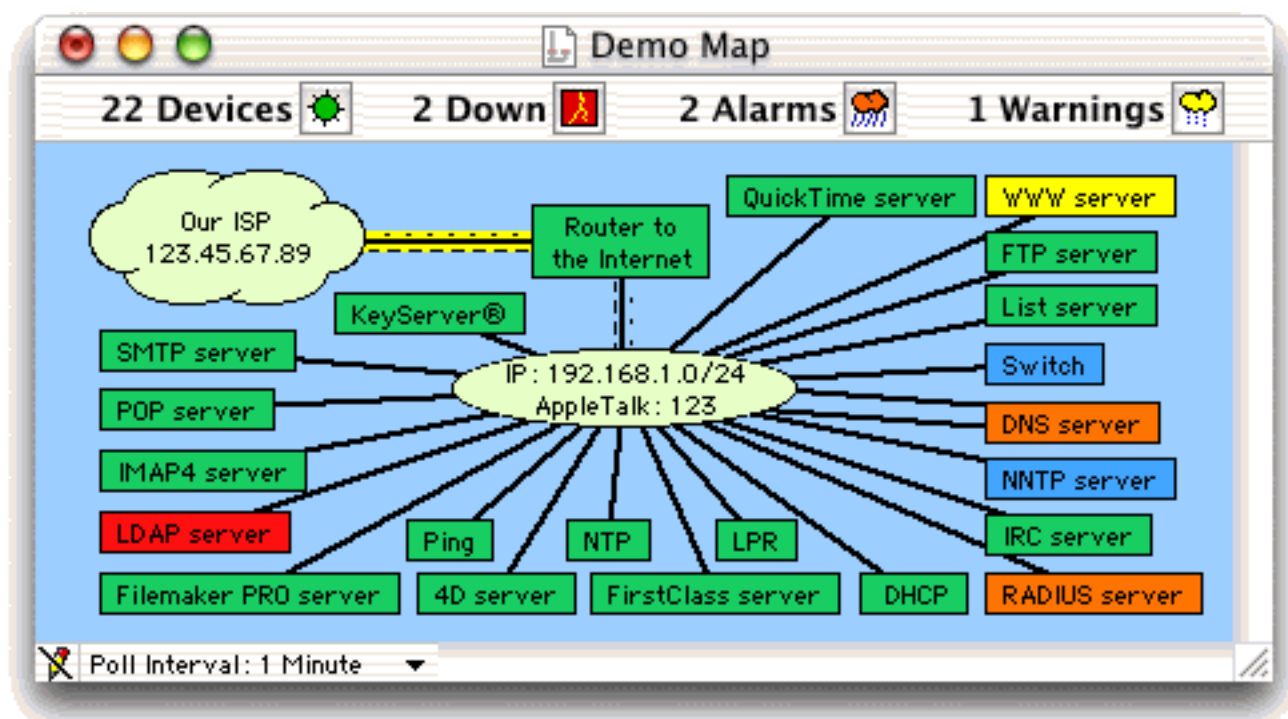 Demo Map
22 Devices 2 Down 2 Alarms 1 Warnings
Our ISP
123.45.67.89
Router to
the Internet
QuickTime server
WWW server
FTP server
List server
KeyServer®
SMTP server
IP: 192.168.1.0/24
AppleTalk: 123
Switch
POP server
DNS server
IMAP4 server
NNTP server
LDAP server
Ping
NTP
LPR
IRC server
Filemaker PRO server
4D server
FirstClass server
DHCP
RADIUS server
Poll Interval: 1 Minute